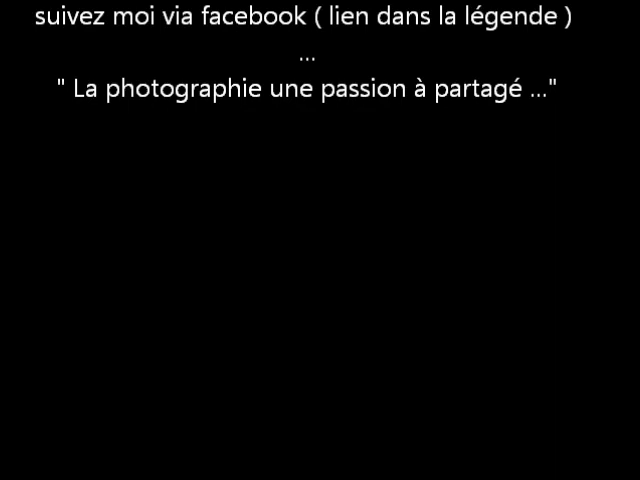 suivez moi via facebook ( lien dans la légende )
...
" La photographie une passion à partagé ..."